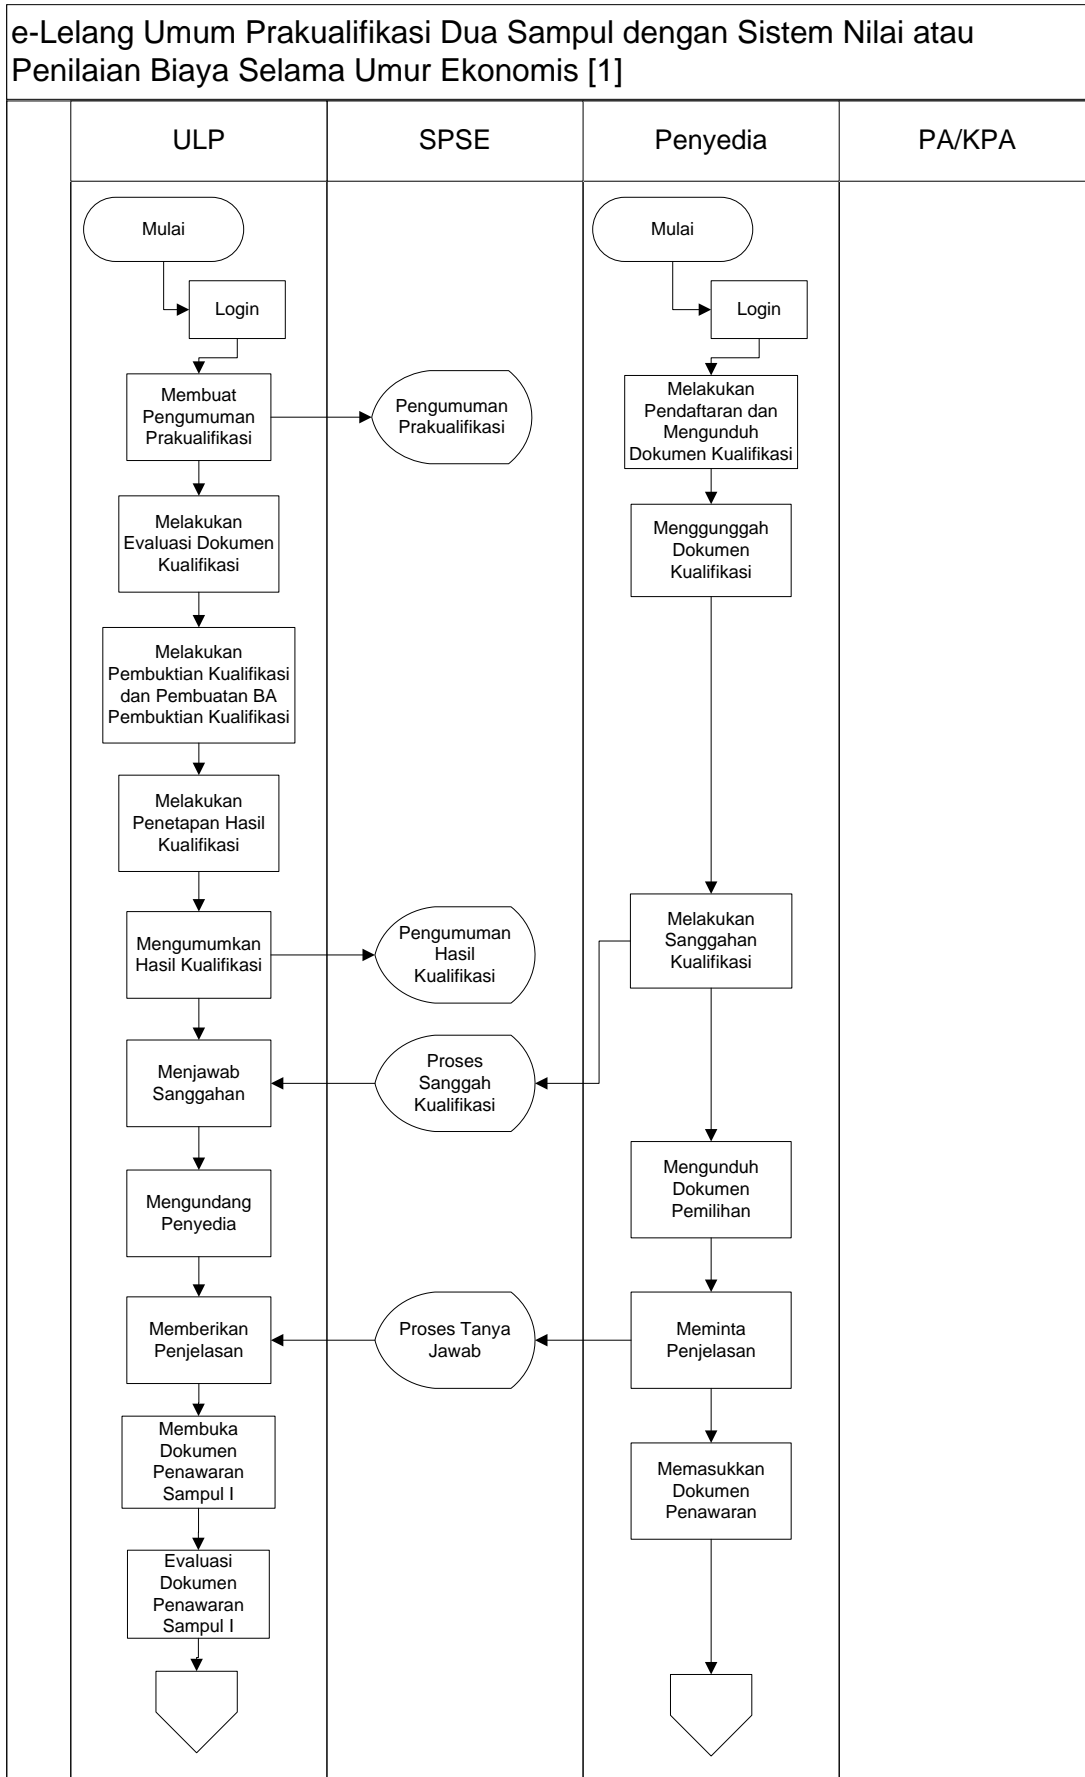 e-Lelang Umum Prakualifikasi Dua Sampul dengan Sistem Nilai atau
Penilaian Biaya Selama Umur Ekonomis [1]
ULP
SPSE
Penyedia
PA/KPA
Mulai
Mulai
Login
Login
Membuat
Pengumuman
Prakualifikasi
Pengumuman
Prakualifikasi
Melakukan
Pendaftaran dan
Mengunduh
Dokumen Kualifikasi
Melakukan
Evaluasi Dokumen
Kualifikasi
Menggunggah
Dokumen
Kualifikasi
Melakukan
Pembuktian Kualifikasi
dan Pembuatan BA
Pembuktian Kualifikasi
Melakukan
Penetapan Hasil
Kualifikasi
Mengumumkan
Hasil Kualifikasi
Pengumuman
Hasil
Kualifikasi
Melakukan
Sanggahan
Kualifikasi
Menjawab
Sanggahan
Proses
Sanggah
Kualifikasi
Mengundang
Penyedia
Mengunduh
Dokumen
Pemilihan
Memberikan
Penjelasan
Proses Tanya
Jawab
Meminta
Penjelasan
Membuka
Dokumen
Penawaran
Sampul I
Memasukkan
Dokumen
Penawaran
Evaluasi
Dokumen
Penawaran
Sampul I